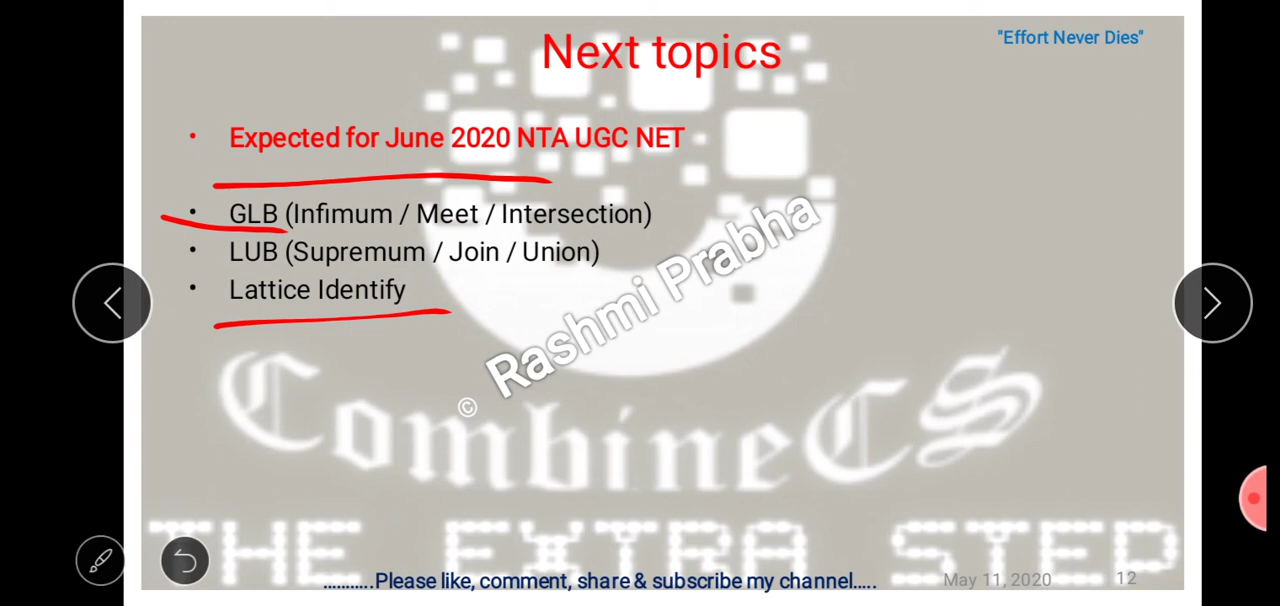 Next topics
"Effort Never Dies"
• Expected for June 2020 NTA UGC NET
• GLB (Infimum / Meet / Intersection)
• LUB (Supremum / Join / Union)
• Lattice Identify
© Rashmi Prabha
CombineCS
THE EXTRA STEP
...........Please like, comment, share & subscribe my channel.....
May 11, 2020
12